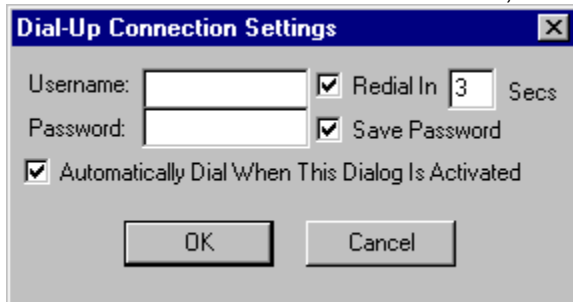 Dial-Up Connection Settings
Username: Redial In 3 Secs
Password: Save Password
Automatically Dial When This Dialog Is Activated
OK Cancel